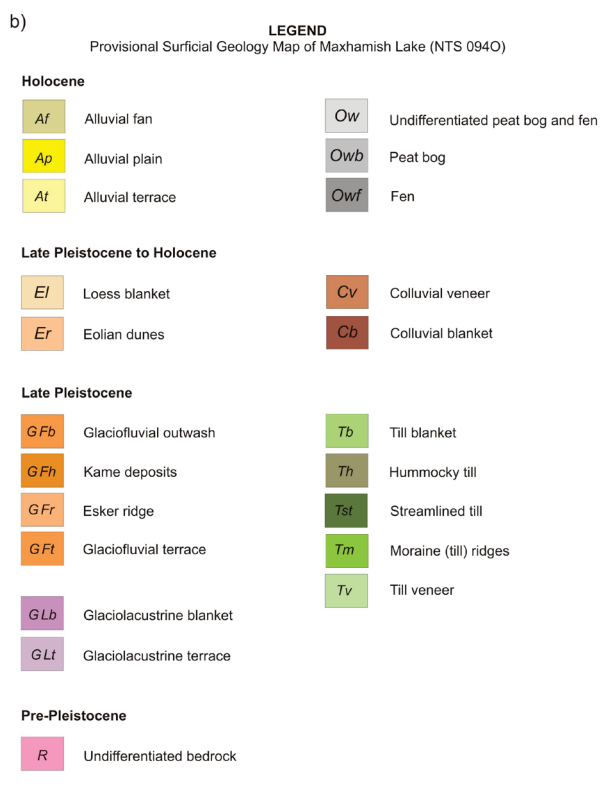 b)
LEGEND
Provisional Surficial Geology Map of Maxhamish Lake (NTS 094O)
Holocene
Af Alluvial fan
Ap Alluvial plain
At Alluvial terrace
Ow Undifferentiated peat bog and fen
Owb Peat bog
Owf Fen
Late Pleistocene to Holocene
El Loess blanket
Er Eolian dunes
Cv Colluvial veneer
Cb Colluvial blanket
Late Pleistocene
GFb Glaciofluvial outwash
GFh Kame deposits
GFr Esker ridge
GFt Glaciofluvial terrace
GLb Glaciolacustrine blanket
GLt Glaciolacustrine terrace
Tb Till blanket
Th Hummocky till
Tst Streamlined till
Tm Moraine (till) ridges
Tv Till veneer
Pre-Pleistocene
R Undifferentiated bedrock